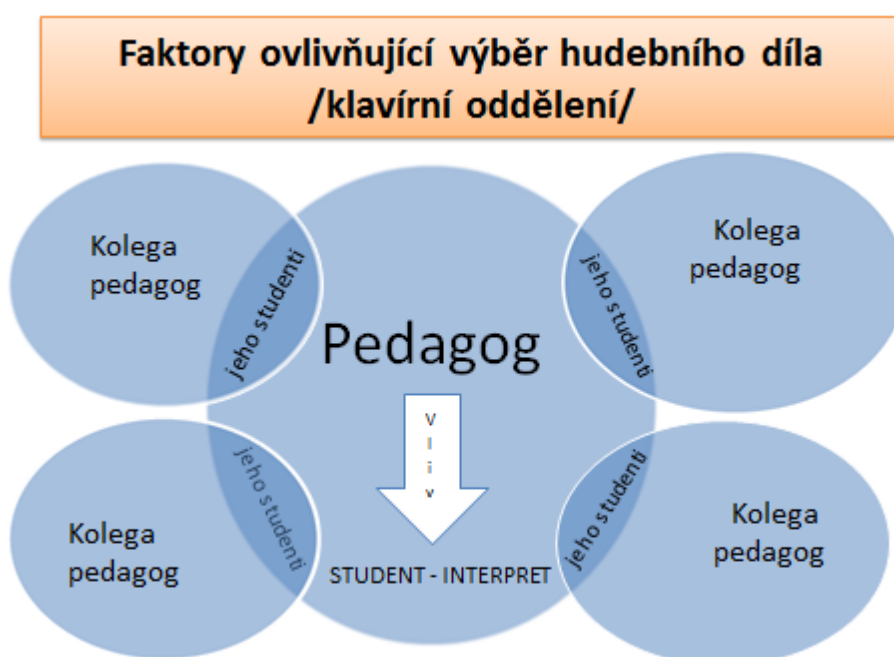 Faktory ovlivňující výběr hudebního díla
/klavírní oddělení/
Kolega
pedagog
jeho studenti
Kolega
pedagog
jeho studenti
Pedagog
Vliv
STUDENT - INTERPRET
Kolega
pedagog
jeho studenti
Kolega
pedagog
jeho studenti